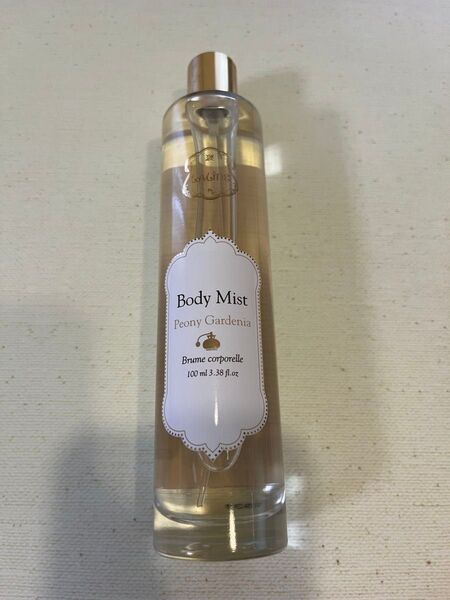 Body Mist
Peony Gardenia
Brume corporelle
100 ml 3.38 fl.oz